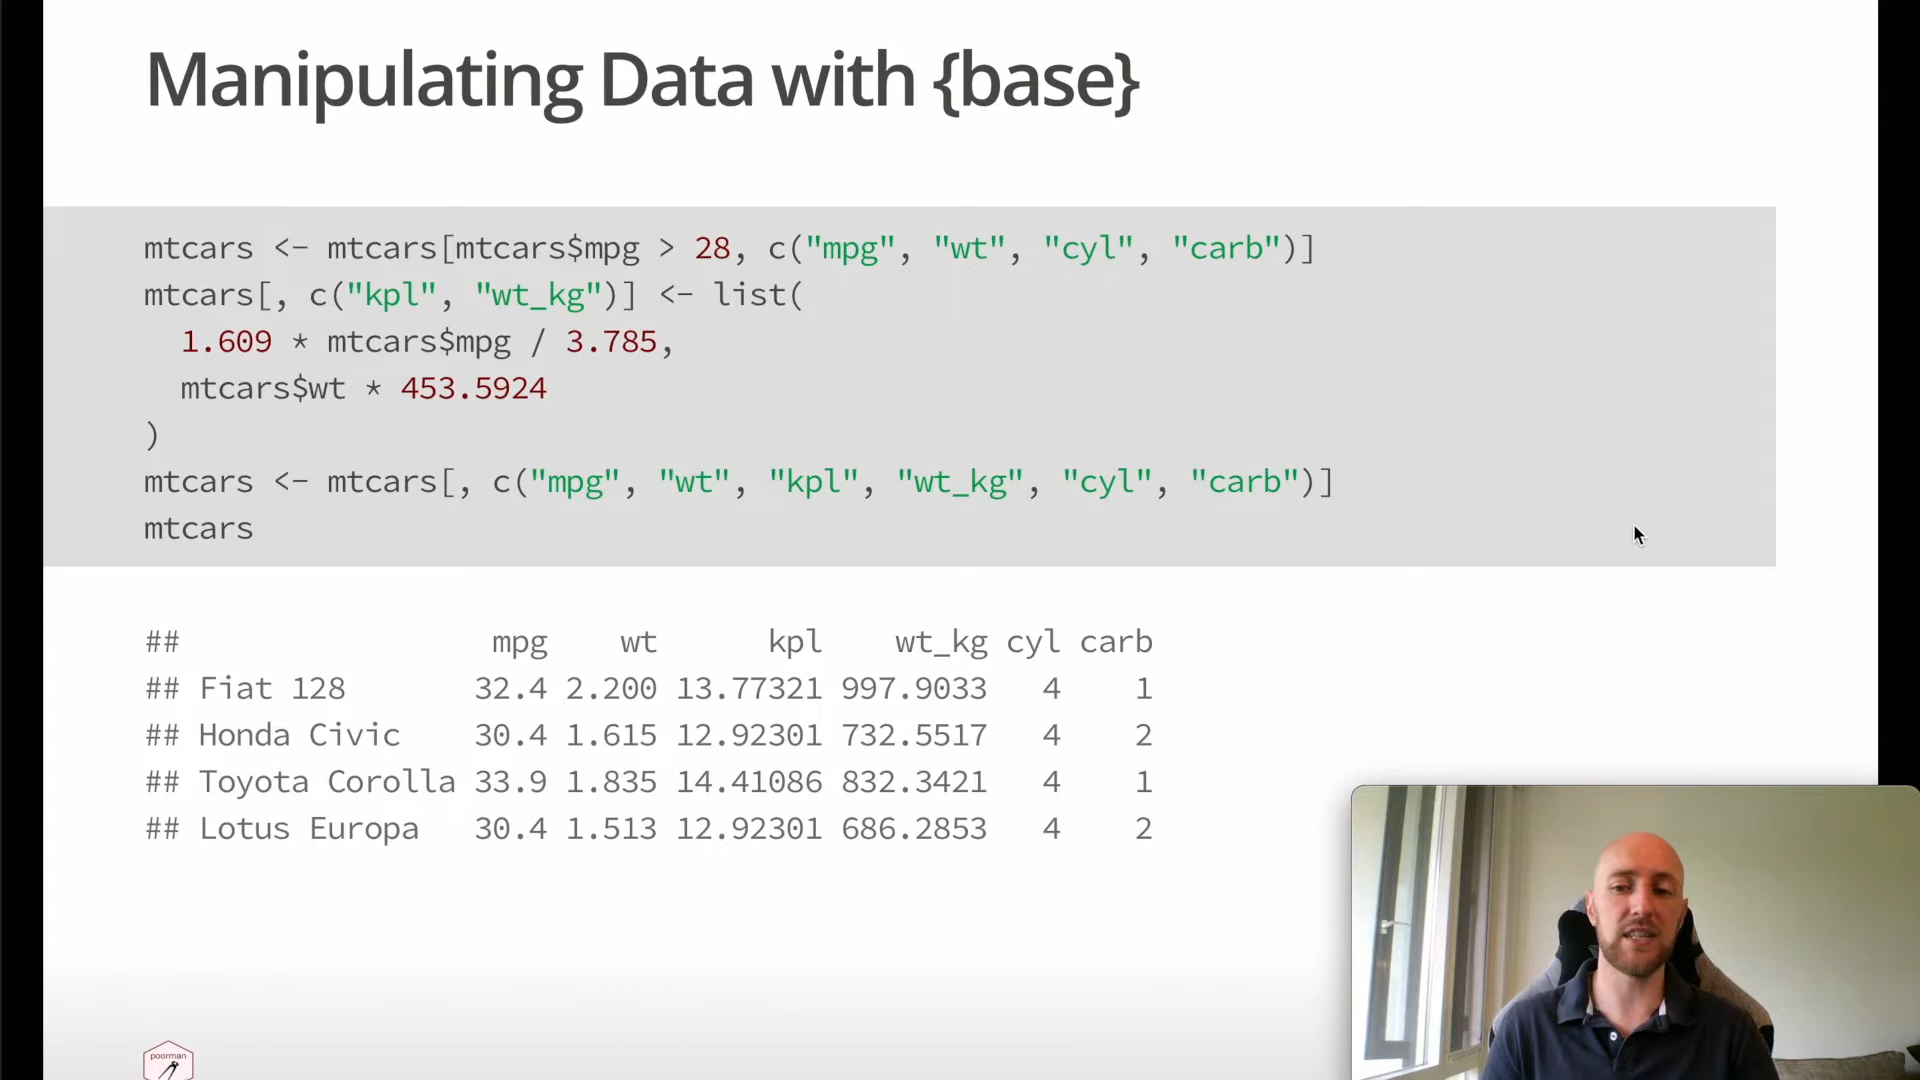 Manipulating Data with {base}
mtcars <- mtcars[mtcars$mpg > 28, c("mpg", "wt", "cyl", "carb")]
mtcars[, c("kpl", "wt_kg")] <- list(
  1.609 * mtcars$mpg / 3.785,
  mtcars$wt * 453.5924
)
mtcars <- mtcars[, c("mpg", "wt", "kpl", "wt_kg", "cyl", "carb")]
mtcars
##                 mpg    wt      kpl    wt_kg cyl carb
## Fiat 128       32.4 2.200 13.77321 997.9033   4    1
## Honda Civic    30.4 1.615 12.92301 732.5517   4    2
## Toyota Corolla 33.9 1.835 14.41086 832.3421   4    1
## Lotus Europa   30.4 1.513 12.92301 686.2853   4    2
poorman